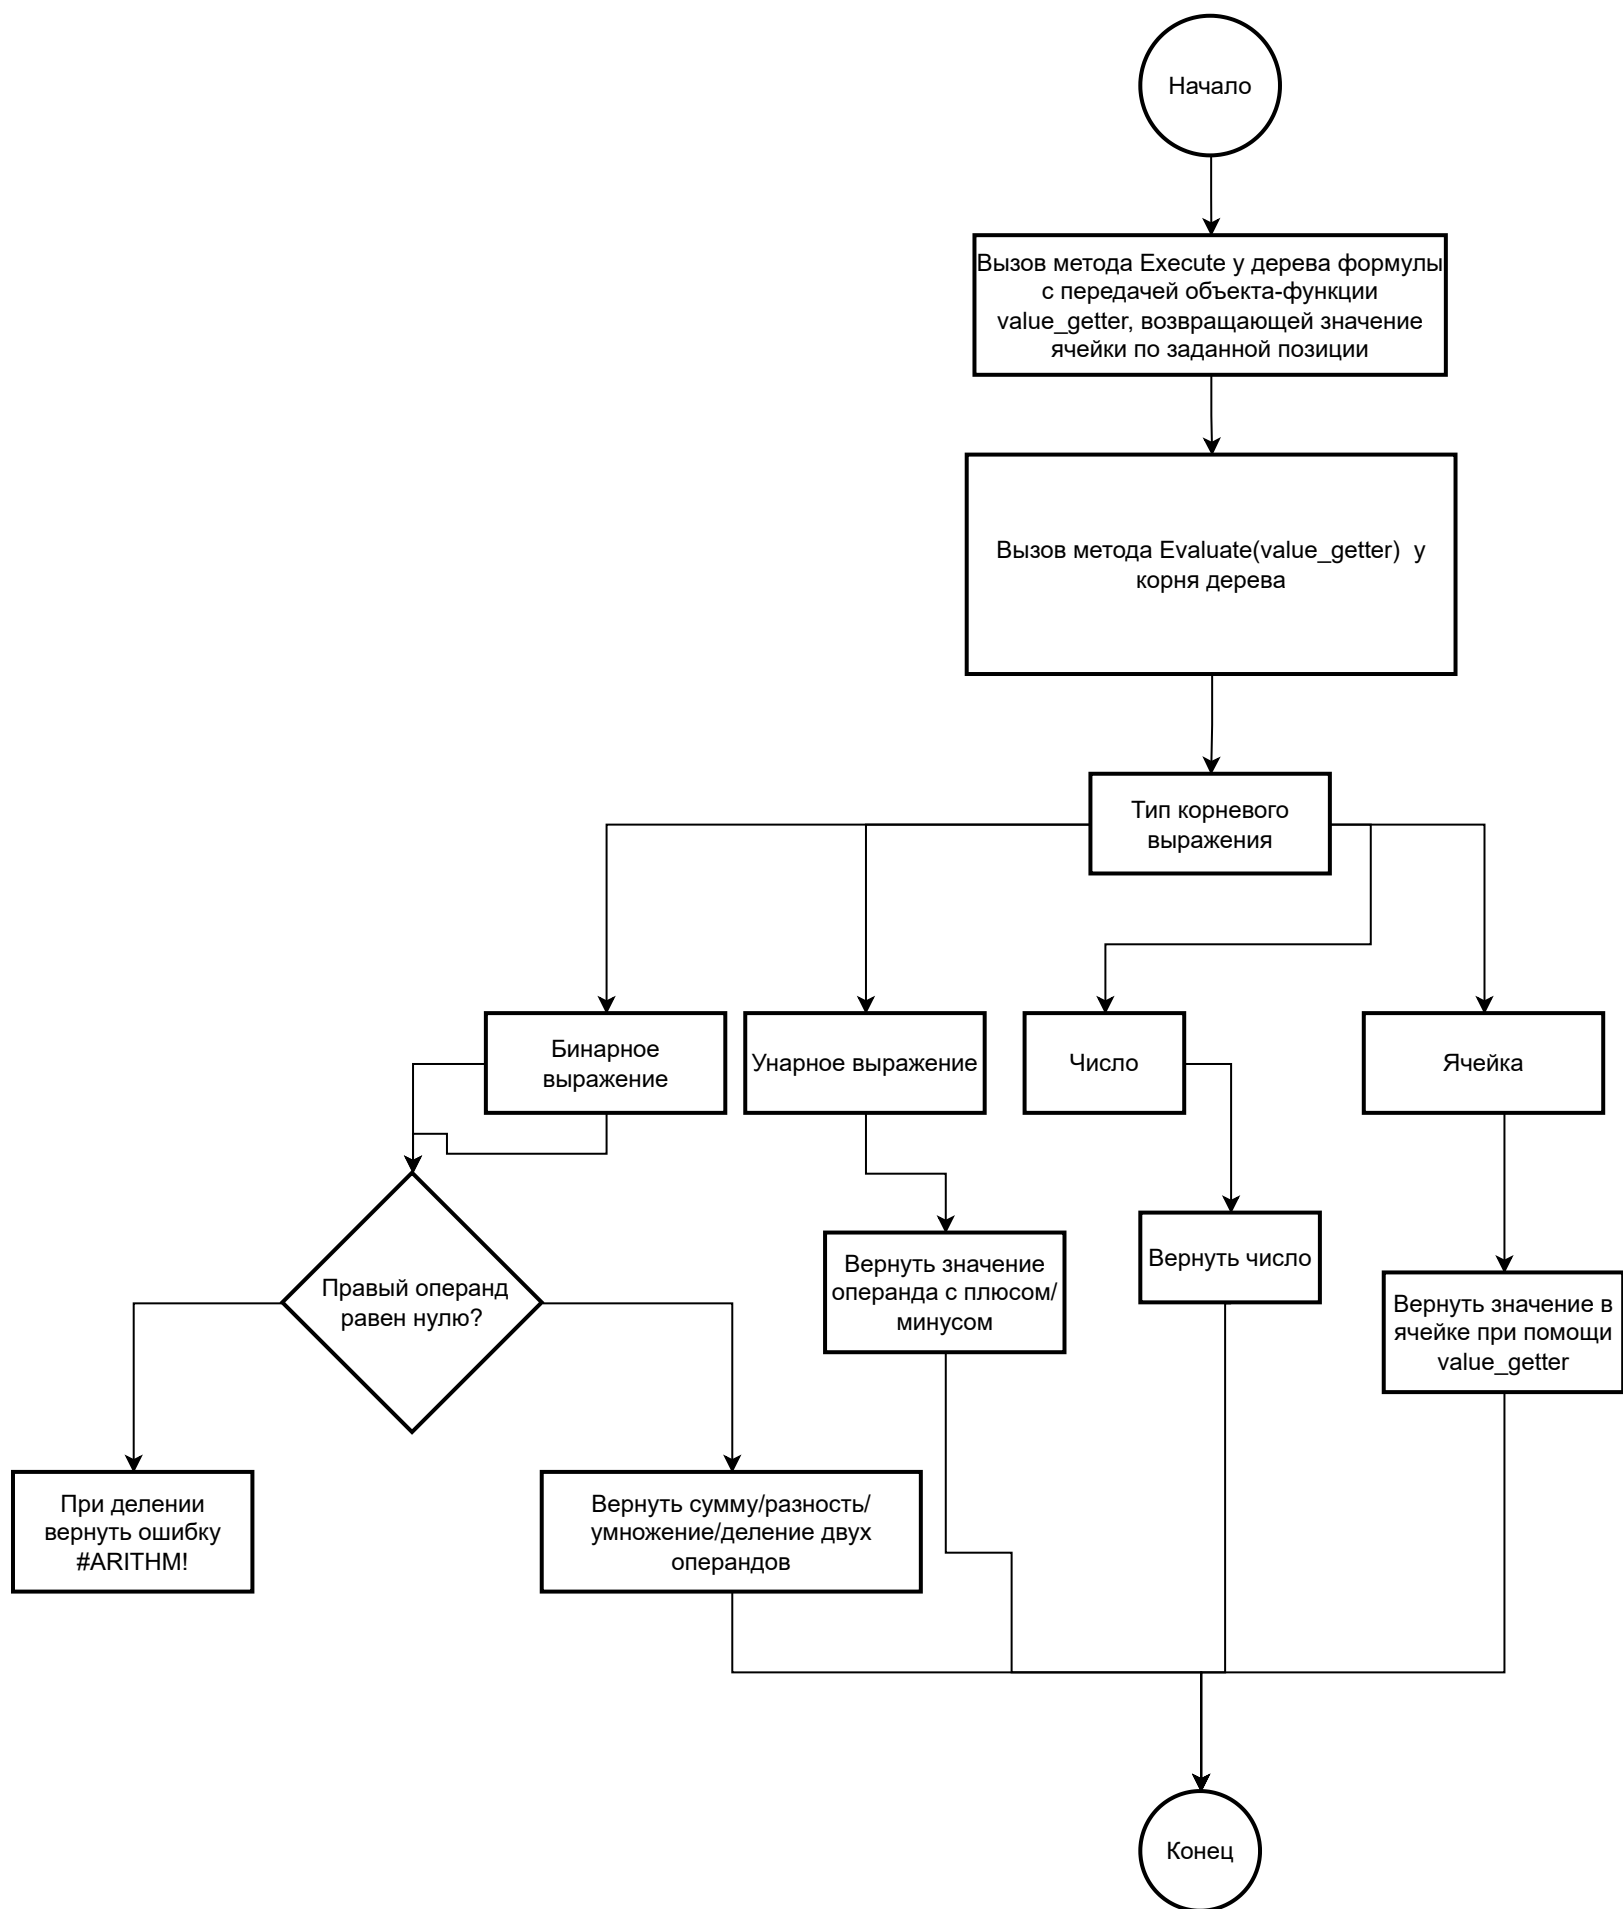 Начало
Вызов метода Execute у дерева формулы
с передачей объекта-функции
value_getter, возвращающей значение
ячейки по заданной позиции
Вызов метода Evaluate(value_getter)  у
корня дерева
Тип корневого
выражения
Бинарное
выражение
Унарное выражение
Число
Ячейка
Правый операнд
равен нулю?
Вернуть значение
операнда с плюсом/
минусом
Вернуть число
Вернуть значение в
ячейке при помощи
value_getter
При делении
вернуть ошибку
#ARITHM!
Вернуть сумму/разность/
умножение/деление двух
операндов
Конец